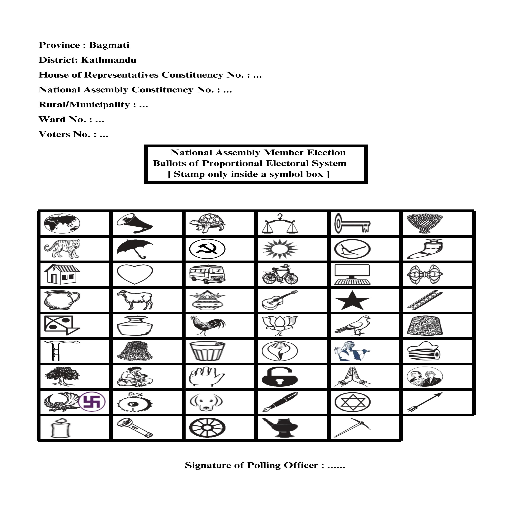 Province : Bagmati
District: Kathmandu
House of Representatives Constituency No. : ...
National Assembly Constituency No. : ...
Rural/Municipality : ...
Ward No. : ...
Voters No. : ...
National Assembly Member Election
Ballots of Proportional Electoral System
[ Stamp only inside a symbol box ]
Signature of Polling Officer : ......